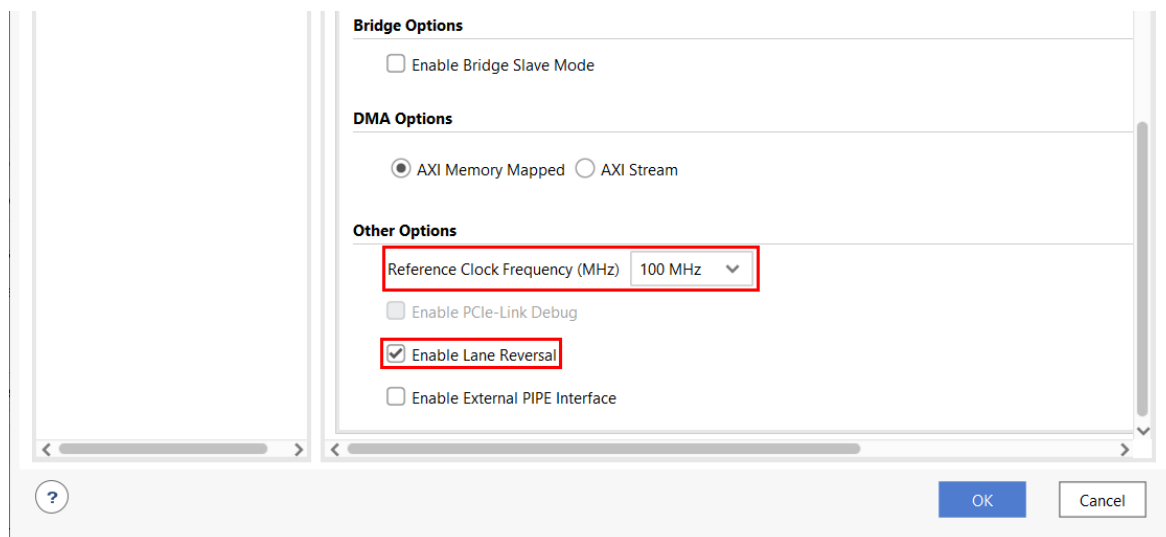 Bridge Options
Enable Bridge Slave Mode
DMA Options
AXI Memory Mapped AXI Stream
Other Options
Reference Clock Frequency (MHz) 100 MHz
Enable PCIe-Link Debug
Enable Lane Reversal
Enable External PIPE Interface
? OK Cancel